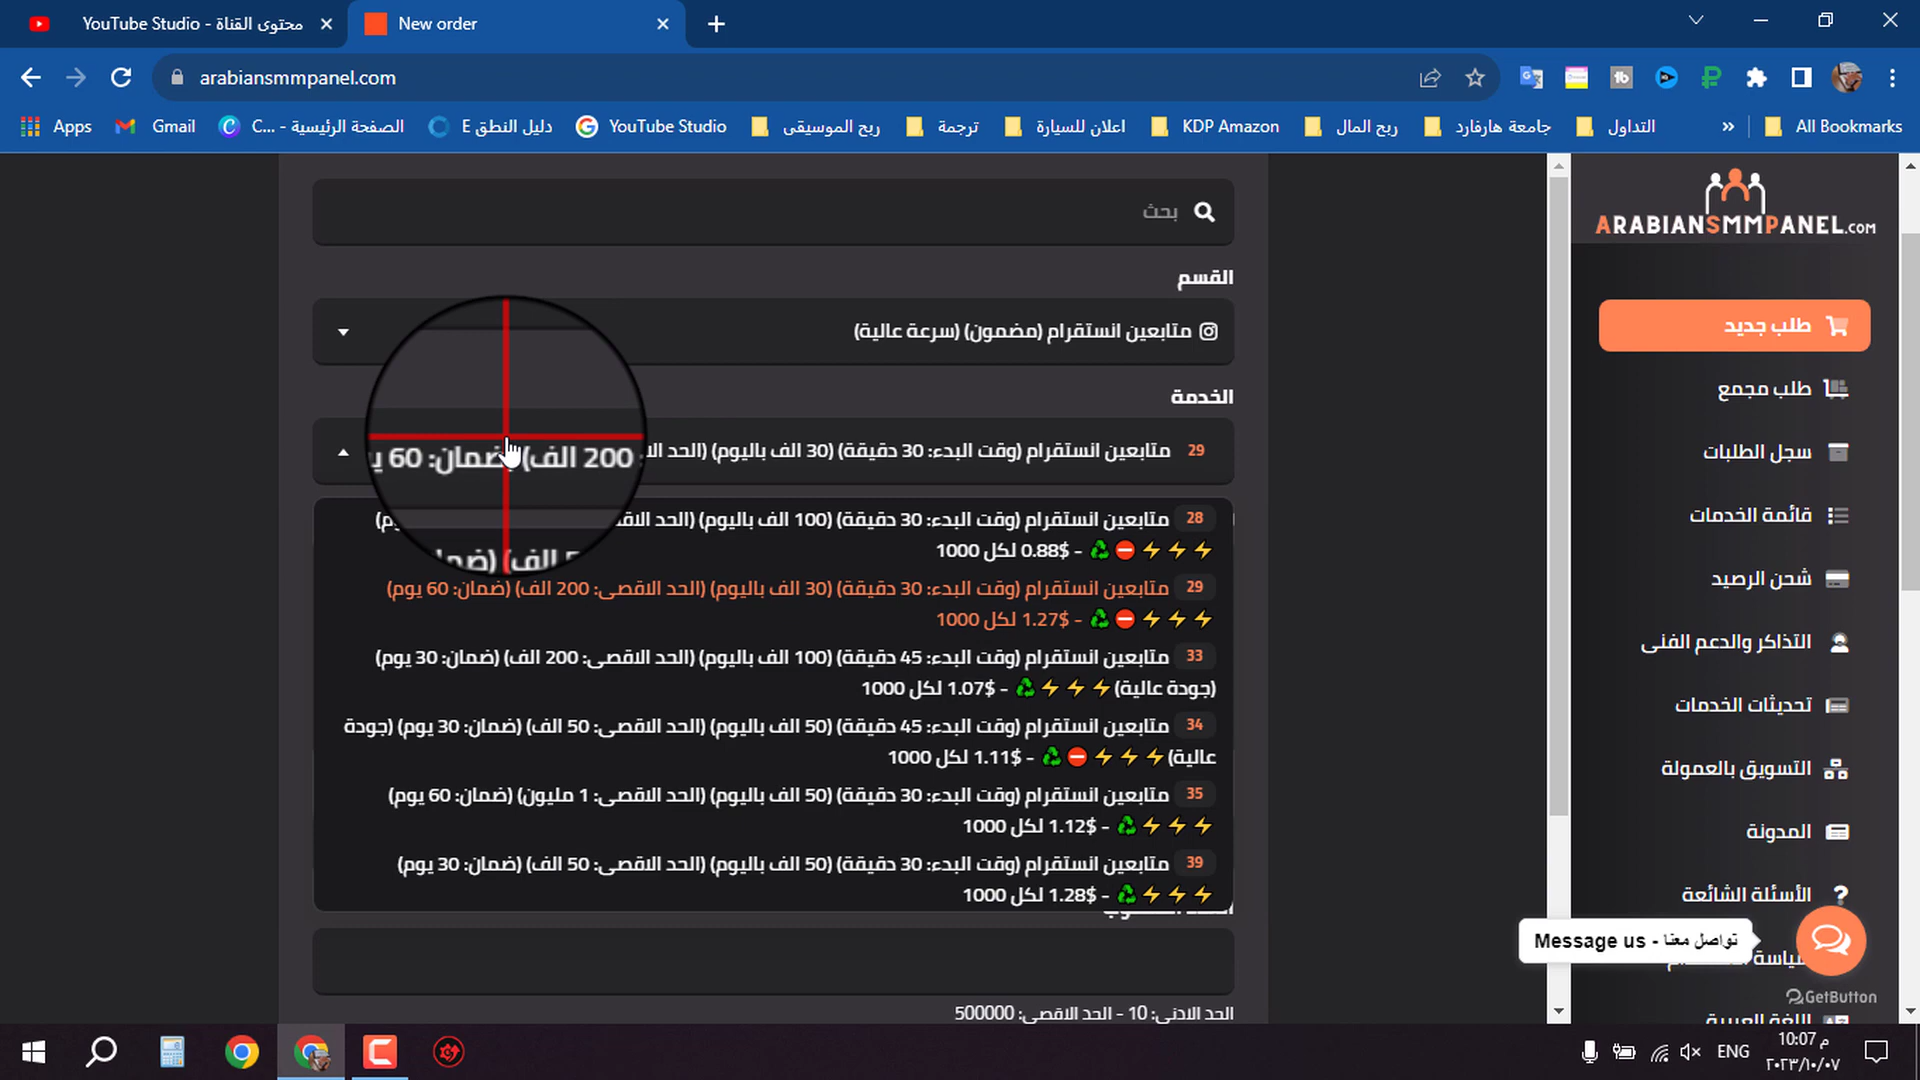 YouTube Studio - محتوى القناة
New order
arabiansmmpanel.com
Apps
Gmail
C... - الصفحة الرئيسية
دليل النطق E
YouTube Studio
ربح الموسيقى
ترجمة
اعلان للسيارة
KDP Amazon
ربح المال
جامعة هارفارد
التداول
»
All Bookmarks
بحث
القسم
متابعين انستقرام (مضمون) (سرعة عالية)
الخدمة
29 متابعين انستقرام (وقت البدء: 30 دقيقة) (30 الف باليوم) (الحد
200 الف) (ضمان: 60
28 متابعين انستقرام (وقت البدء: 30 دقيقة) (100 الف باليوم)
⚡⚡⚡⛔♻ - 0.88$ لكل 1000
29 متابعين انستقرام (وقت البدء: 30 دقيقة) (30 الف باليوم) (الحد الاقصى: 200 الف) (ضمان: 60 يوم)
⚡⚡⚡⛔♻ - 1.27$ لكل 1000
33 متابعين انستقرام (وقت البدء: 45 دقيقة) (100 الف باليوم) (الحد الاقصى: 200 الف) (ضمان: 30 يوم)
(جودة عالية)⚡⚡⚡♻ - 1.07$ لكل 1000
34 متابعين انستقرام (وقت البدء: 45 دقيقة) (50 الف باليوم) (الحد الاقصى: 50 الف) (ضمان: 30 يوم) (جودة
عالية)⚡⚡⚡⛔♻ - 1.11$ لكل 1000
35 متابعين انستقرام (وقت البدء: 30 دقيقة) (50 الف باليوم) (الحد الاقصى: 1 مليون) (ضمان: 60 يوم)
⚡⚡⚡♻ - 1.12$ لكل 1000
39 متابعين انستقرام (وقت البدء: 30 دقيقة) (50 الف باليوم) (الحد الاقصى: 50 الف) (ضمان: 30 يوم)
⚡⚡⚡♻ - 1.28$ لكل 1000
الحد الادنى: 10 - الحد الاقصى: 500000
ARABIANSMMPANEL.COM
طلب جديد
طلب مجمع
سجل الطلبات
قائمة الخدمات
شحن الرصيد
التذاكر والدعم الفنى
تحديثات الخدمات
التسويق بالعمولة
المدونة
الأسئلة الشائعة
Message us - تواصل معنا
GetButton
اللغة العربية
ENG
10:07 م
٢٠٢٣/١٠/٠٧